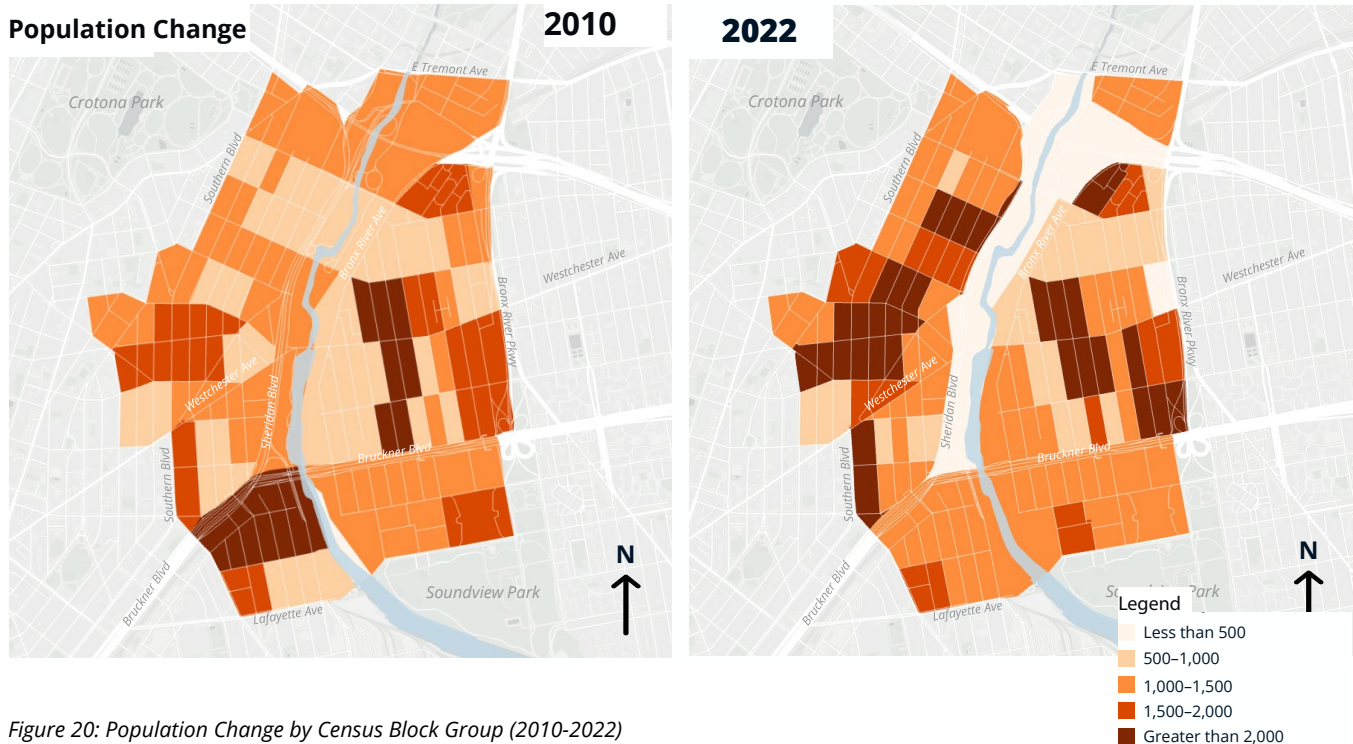 Population Change
2010
E Tremont Ave
Crotona Park
Southern Blvd
Bronx River Ave
Westchester Ave
Bronx River Pkwy
Westchester Ave
Sheridan Blvd
Bruckner Blvd
Southern Blvd
N
Bruckner Blvd
Soundview Park
Lafayette Ave
2022
E Tremont Ave
Crotona Park
Southern Blvd
Bronx River Ave
Westchester Ave
Bronx River Pkwy
Westchester Ave
Sheridan Blvd
Bruckner Blvd
Southern Blvd
N
Bruckner Blvd
Park
Lafayette Ave
Legend
Less than 500
500–1,000
1,000–1,500
1,500–2,000
Greater than 2,000
Figure 20: Population Change by Census Block Group (2010-2022)